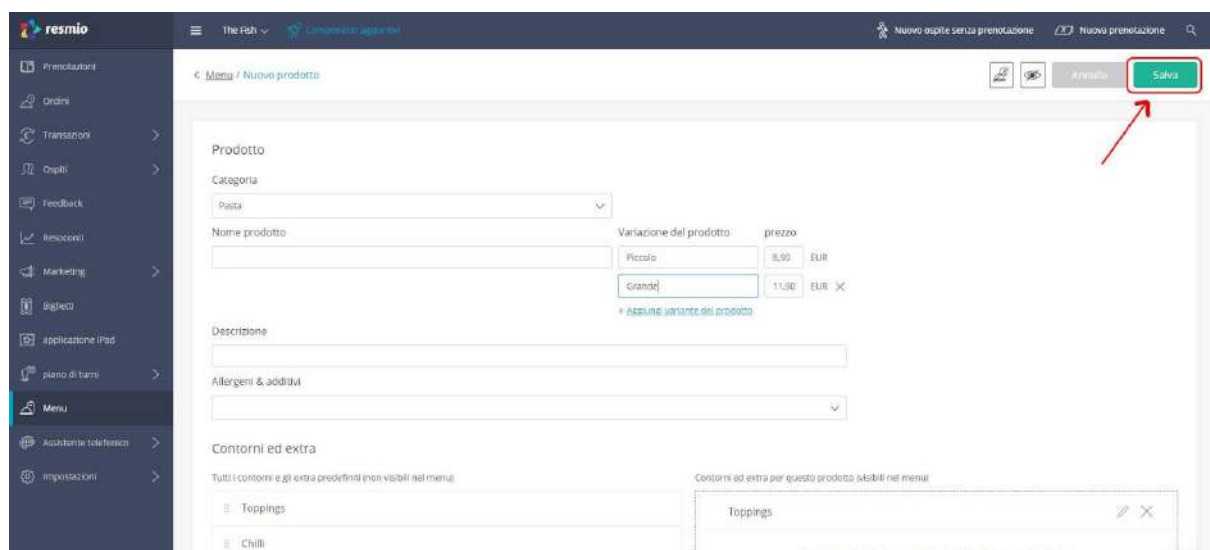 resmio
The Fish
Componenti aggiuntivi
Nuovo ospite senza prenotazione
Nuova prenotazione
Prenotazioni
Ordini
Transazioni
Ospiti
Feedback
Resoconti
Marketing
Biglietti
applicazione iPad
piano di turni
Menu
Assistente telefonico
Impostazioni
< Menu / Nuovo prodotto
Annulla
Salva
Prodotto
Categoria
Pasta
Nome prodotto
Variazione del prodotto
prezzo
Piccolo
8,90
EUR
Grande
11,90
EUR
+ Aggiungi variante del prodotto
Descrizione
Allergeni & additivi
Contorni ed extra
Tutti i contorni e gli extra predefiniti (non visibili nel menu)
Contorni ed extra per questo prodotto (visibili nel menu)
Toppings
Toppings
Chilli